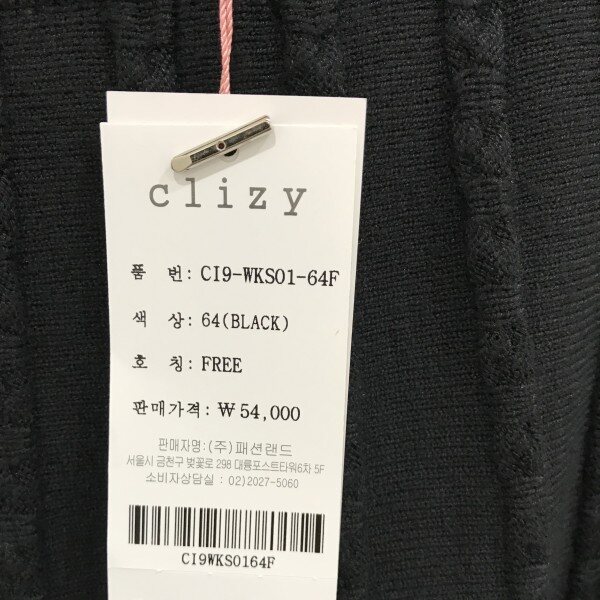 clizy
품 번: CI9-WKS01-64F
색 상: 64(BLACK)
호 칭: FREE
판매가격: ₩ 54,000
판매자명:(주)패션랜드
서울시 금천구 벚꽃로 298 대륭포스트타워6차 5F
소비자상담실 : 02)2027-5060
CI9WKS0164F